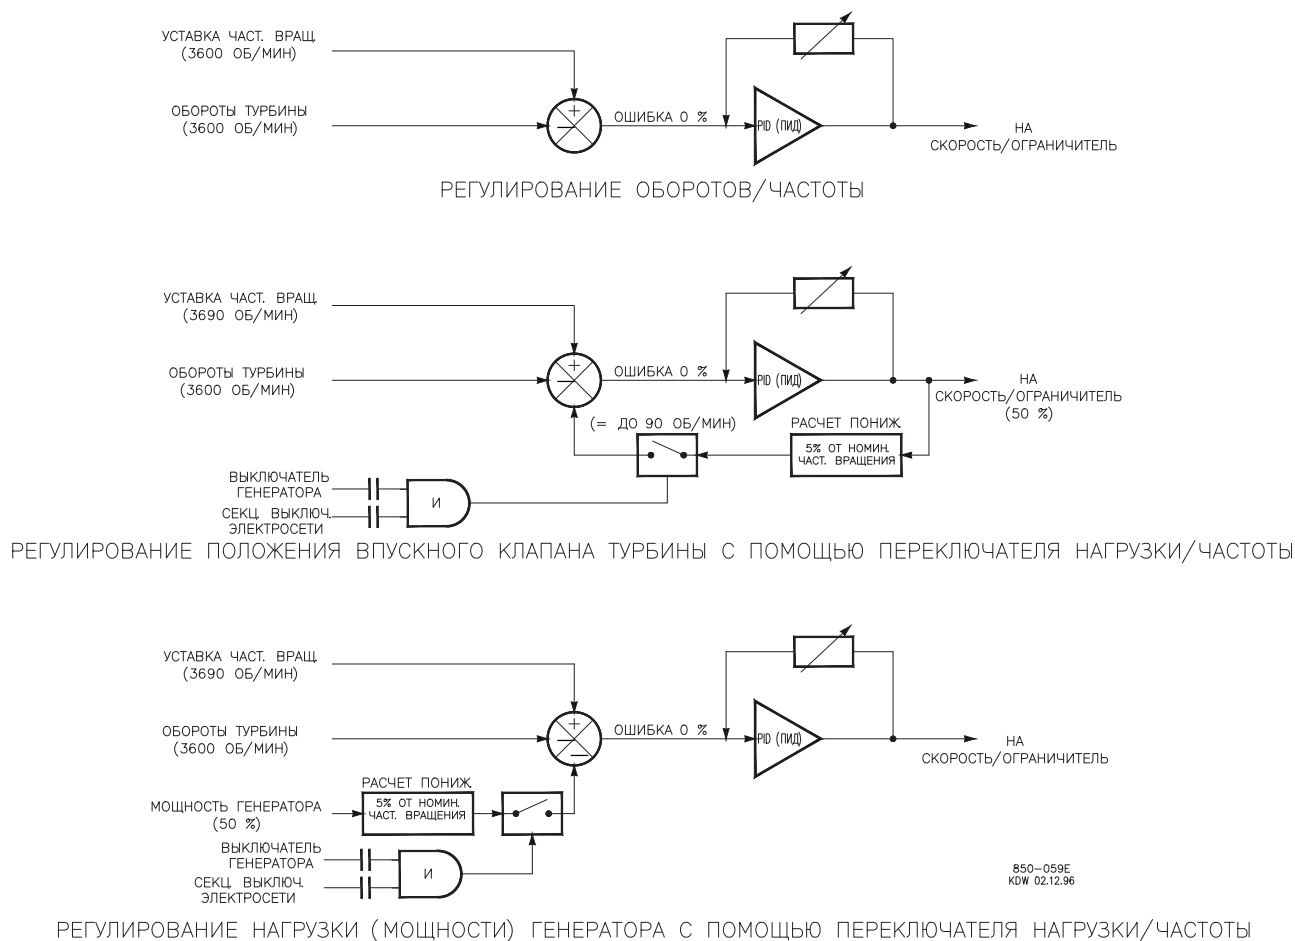 УСТАВКА ЧАСТ. ВРАЩ.
(3600 ОБ/МИН)
ОБОРОТЫ ТУРБИНЫ
(3600 ОБ/МИН)
+
−
ОШИБКА 0 %
PID (ПИД)
НА
СКОРОСТЬ/ОГРАНИЧИТЕЛЬ
РЕГУЛИРОВАНИЕ ОБОРОТОВ/ЧАСТОТЫ
УСТАВКА ЧАСТ. ВРАЩ.
(3690 ОБ/МИН)
ОБОРОТЫ ТУРБИНЫ
(3600 ОБ/МИН)
+
−
ОШИБКА 0 %
PID (ПИД)
НА
СКОРОСТЬ/ОГРАНИЧИТЕЛЬ
(50 %)
(= ДО 90 ОБ/МИН)
РАСЧЕТ ПОНИЖ.
5% ОТ НОМИН.
ЧАСТ. ВРАЩЕНИЯ
ВЫКЛЮЧАТЕЛЬ
ГЕНЕРАТОРА
И
СЕКЦ. ВЫКЛЮЧ.
ЭЛЕКТРОСЕТИ
РЕГУЛИРОВАНИЕ ПОЛОЖЕНИЯ ВПУСКНОГО КЛАПАНА ТУРБИНЫ С ПОМОЩЬЮ ПЕРЕКЛЮЧАТЕЛЯ НАГРУЗКИ/ЧАСТОТЫ
УСТАВКА ЧАСТ. ВРАЩ.
(3690 ОБ/МИН)
ОБОРОТЫ ТУРБИНЫ
(3600 ОБ/МИН)
+
−
−
ОШИБКА 0 %
PID (ПИД)
НА
СКОРОСТЬ/ОГРАНИЧИТЕЛЬ
РАСЧЕТ ПОНИЖ.
МОЩНОСТЬ ГЕНЕРАТОРА
(50 %)
5% ОТ НОМИН.
ЧАСТ. ВРАЩЕНИЯ
ВЫКЛЮЧАТЕЛЬ
ГЕНЕРАТОРА
И
СЕКЦ. ВЫКЛЮЧ.
ЭЛЕКТРОСЕТИ
850-059E
KDW 02.12.96
РЕГУЛИРОВАНИЕ НАГРУЗКИ (МОЩНОСТИ) ГЕНЕРАТОРА С ПОМОЩЬЮ ПЕРЕКЛЮЧАТЕЛЯ НАГРУЗКИ/ЧАСТОТЫ